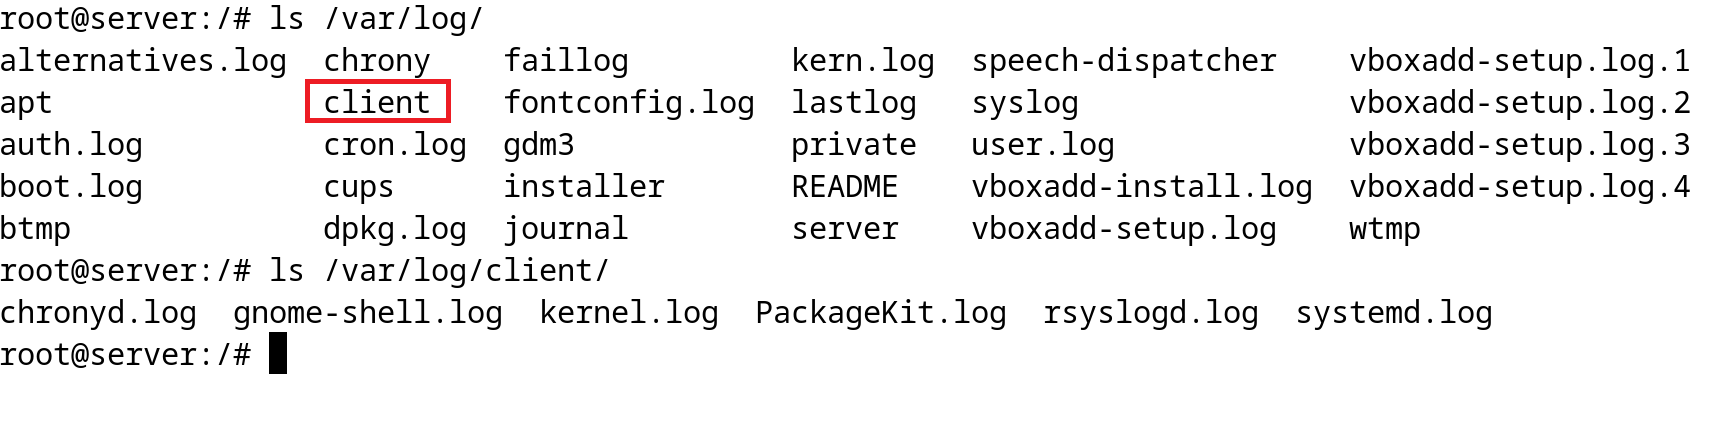 root@server:/# ls /var/log/
alternatives.log  chrony    faillog         kern.log  speech-dispatcher    vboxadd-setup.log.1
apt               client    fontconfig.log  lastlog   syslog               vboxadd-setup.log.2
auth.log          cron.log  gdm3            private   user.log             vboxadd-setup.log.3
boot.log          cups      installer       README    vboxadd-install.log  vboxadd-setup.log.4
btmp              dpkg.log  journal         server    vboxadd-setup.log    wtmp
root@server:/# ls /var/log/client/
chronyd.log  gnome-shell.log  kernel.log  PackageKit.log  rsyslogd.log  systemd.log
root@server:/#